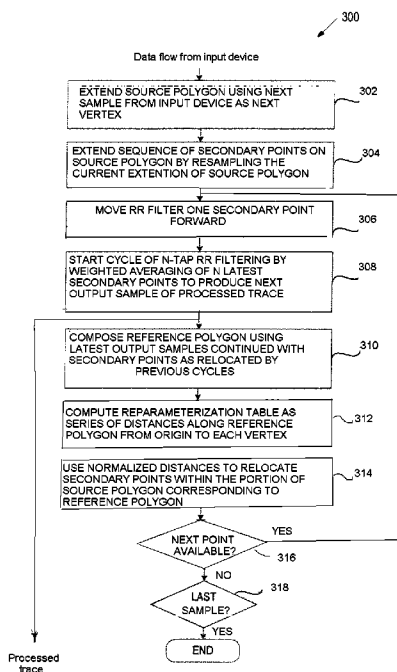 300
Data flow from input device
EXTEND SOURCE POLYGON USING NEXT
SAMPLE FROM INPUT DEVICE AS NEXT
VERTEX
302
EXTEND SEQUENCE OF SECONDARY POINTS ON
SOURCE POLYGON BY RESAMPLING THE
CURRENT EXTENTION OF SOURCE POLYGON
304
MOVE RR FILTER ONE SECONDARY POINT
FORWARD
306
START CYCLE OF N-TAP RR FILTERING BY
WEIGHTED AVERAGING OF N LATEST
SECONDARY POINTS TO PRODUCE NEXT
OUTPUT SAMPLE OF PROCESSED TRACE
308
COMPOSE REFERENCE POLYGON USING
LATEST OUTPUT SAMPLES CONTINUED WITH
SECONDARY POINTS AS RELOCATED BY
PREVIOUS CYCLES
310
COMPUTE REPARAMETERIZATION TABLE AS
SERIES OF DISTANCES ALONG REFERENCE
POLYGON FROM ORIGIN TO EACH VERTEX
312
USE NORMALIZED DISTANCES TO RELOCATE
SECONDARY POINTS WITHIN THE PORTION OF
SOURCE POLYGON CORRESPONDING TO
REFERENCE POLYGON
314
NEXT POINT
AVAILABLE?
YES
316
NO
318
LAST
SAMPLE?
YES
END
Processed
trace